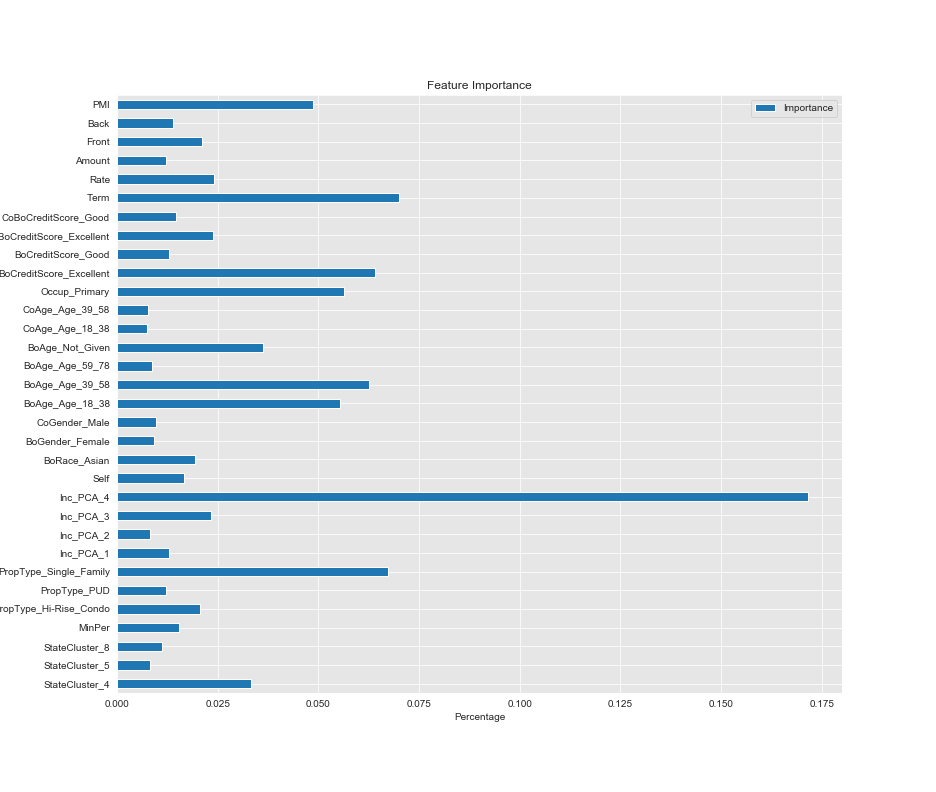 Feature Importance
Importance
PMI
Back
Front
Amount
Rate
Term
CoBoCreditScore_Good
BoCreditScore_Excellent
BoCreditScore_Good
BoCreditScore_Excellent
Occup_Primary
CoAge_Age_39_58
CoAge_Age_18_38
BoAge_Not_Given
BoAge_Age_59_78
BoAge_Age_39_58
BoAge_Age_18_38
CoGender_Male
BoGender_Female
BoRace_Asian
Self
Inc_PCA_4
Inc_PCA_3
Inc_PCA_2
Inc_PCA_1
PropType_Single_Family
PropType_PUD
ropType_Hi-Rise_Condo
MinPer
StateCluster_8
StateCluster_5
StateCluster_4
0.000 0.025 0.050 0.075 0.100 0.125 0.150 0.175
Percentage